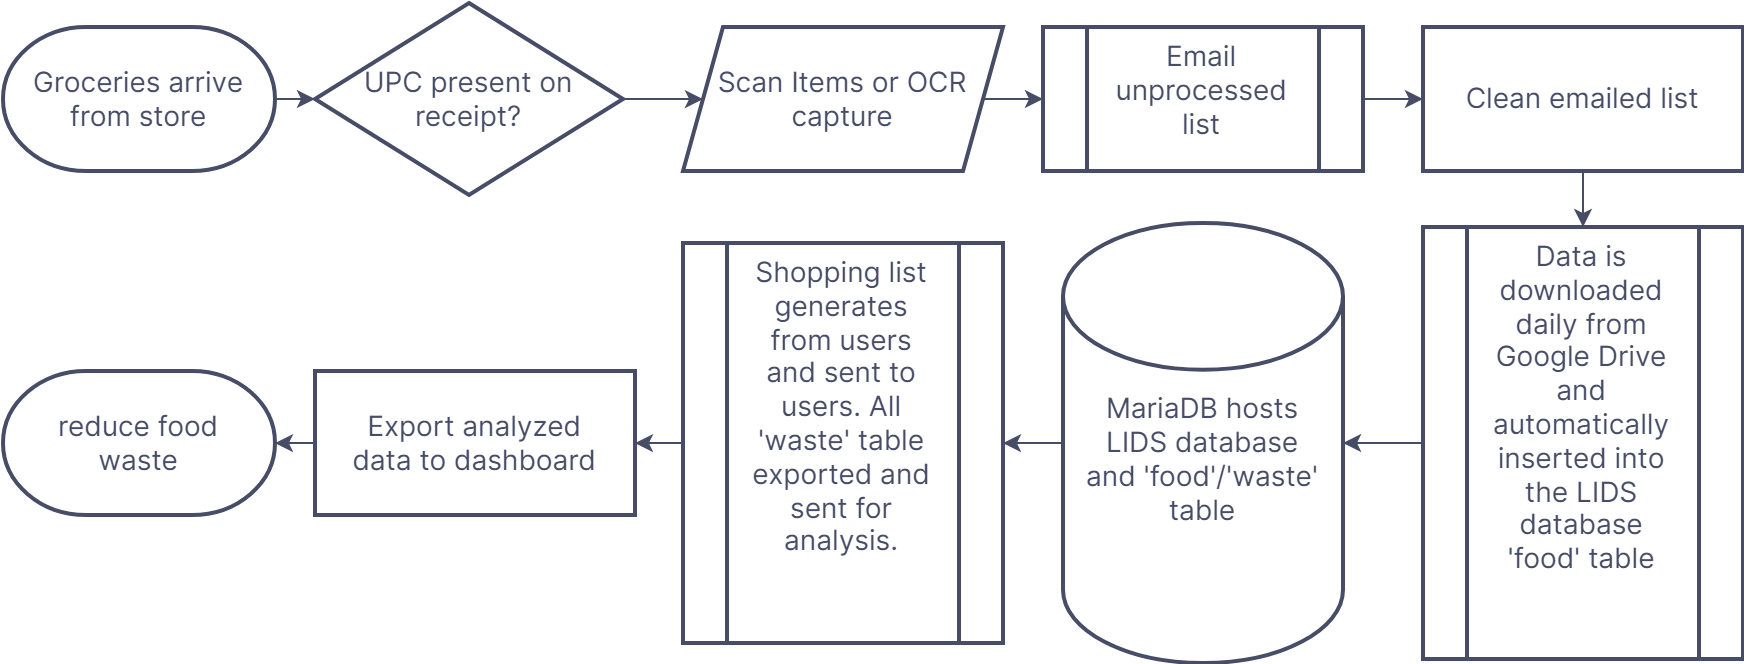 Groceries arrive
from store
UPC present on
receipt?
Scan Items or OCR
capture
Email
unprocessed
list
Clean emailed list
Data is
downloaded
daily from
Google Drive
and
automatically
inserted into
the LIDS
database
'food' table
MariaDB hosts
LIDS database
and 'food'/'waste'
table
Shopping list
generates
from users
and sent to
users. All
'waste' table
exported and
sent for
analysis.
Export analyzed
data to dashboard
reduce food
waste